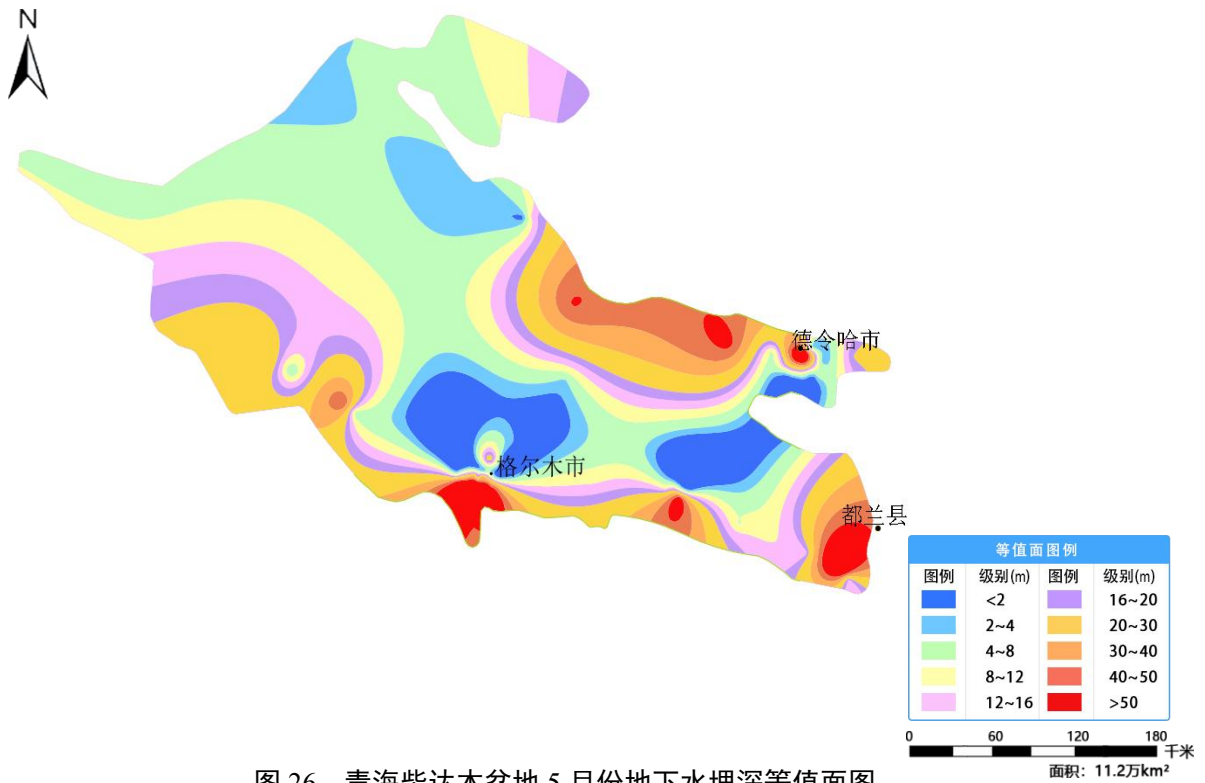 N
德令哈市
格尔木市
都兰县
等值面图例
图例 级别(m) 图例 级别(m)
<2 16~20
2~4 20~30
4~8 30~40
8~12 40~50
12~16 >50
0 60 120 180
千米
面积：11.2万km²
图 26 青海柴达木盆地 5 月份地下水埋深等值面图